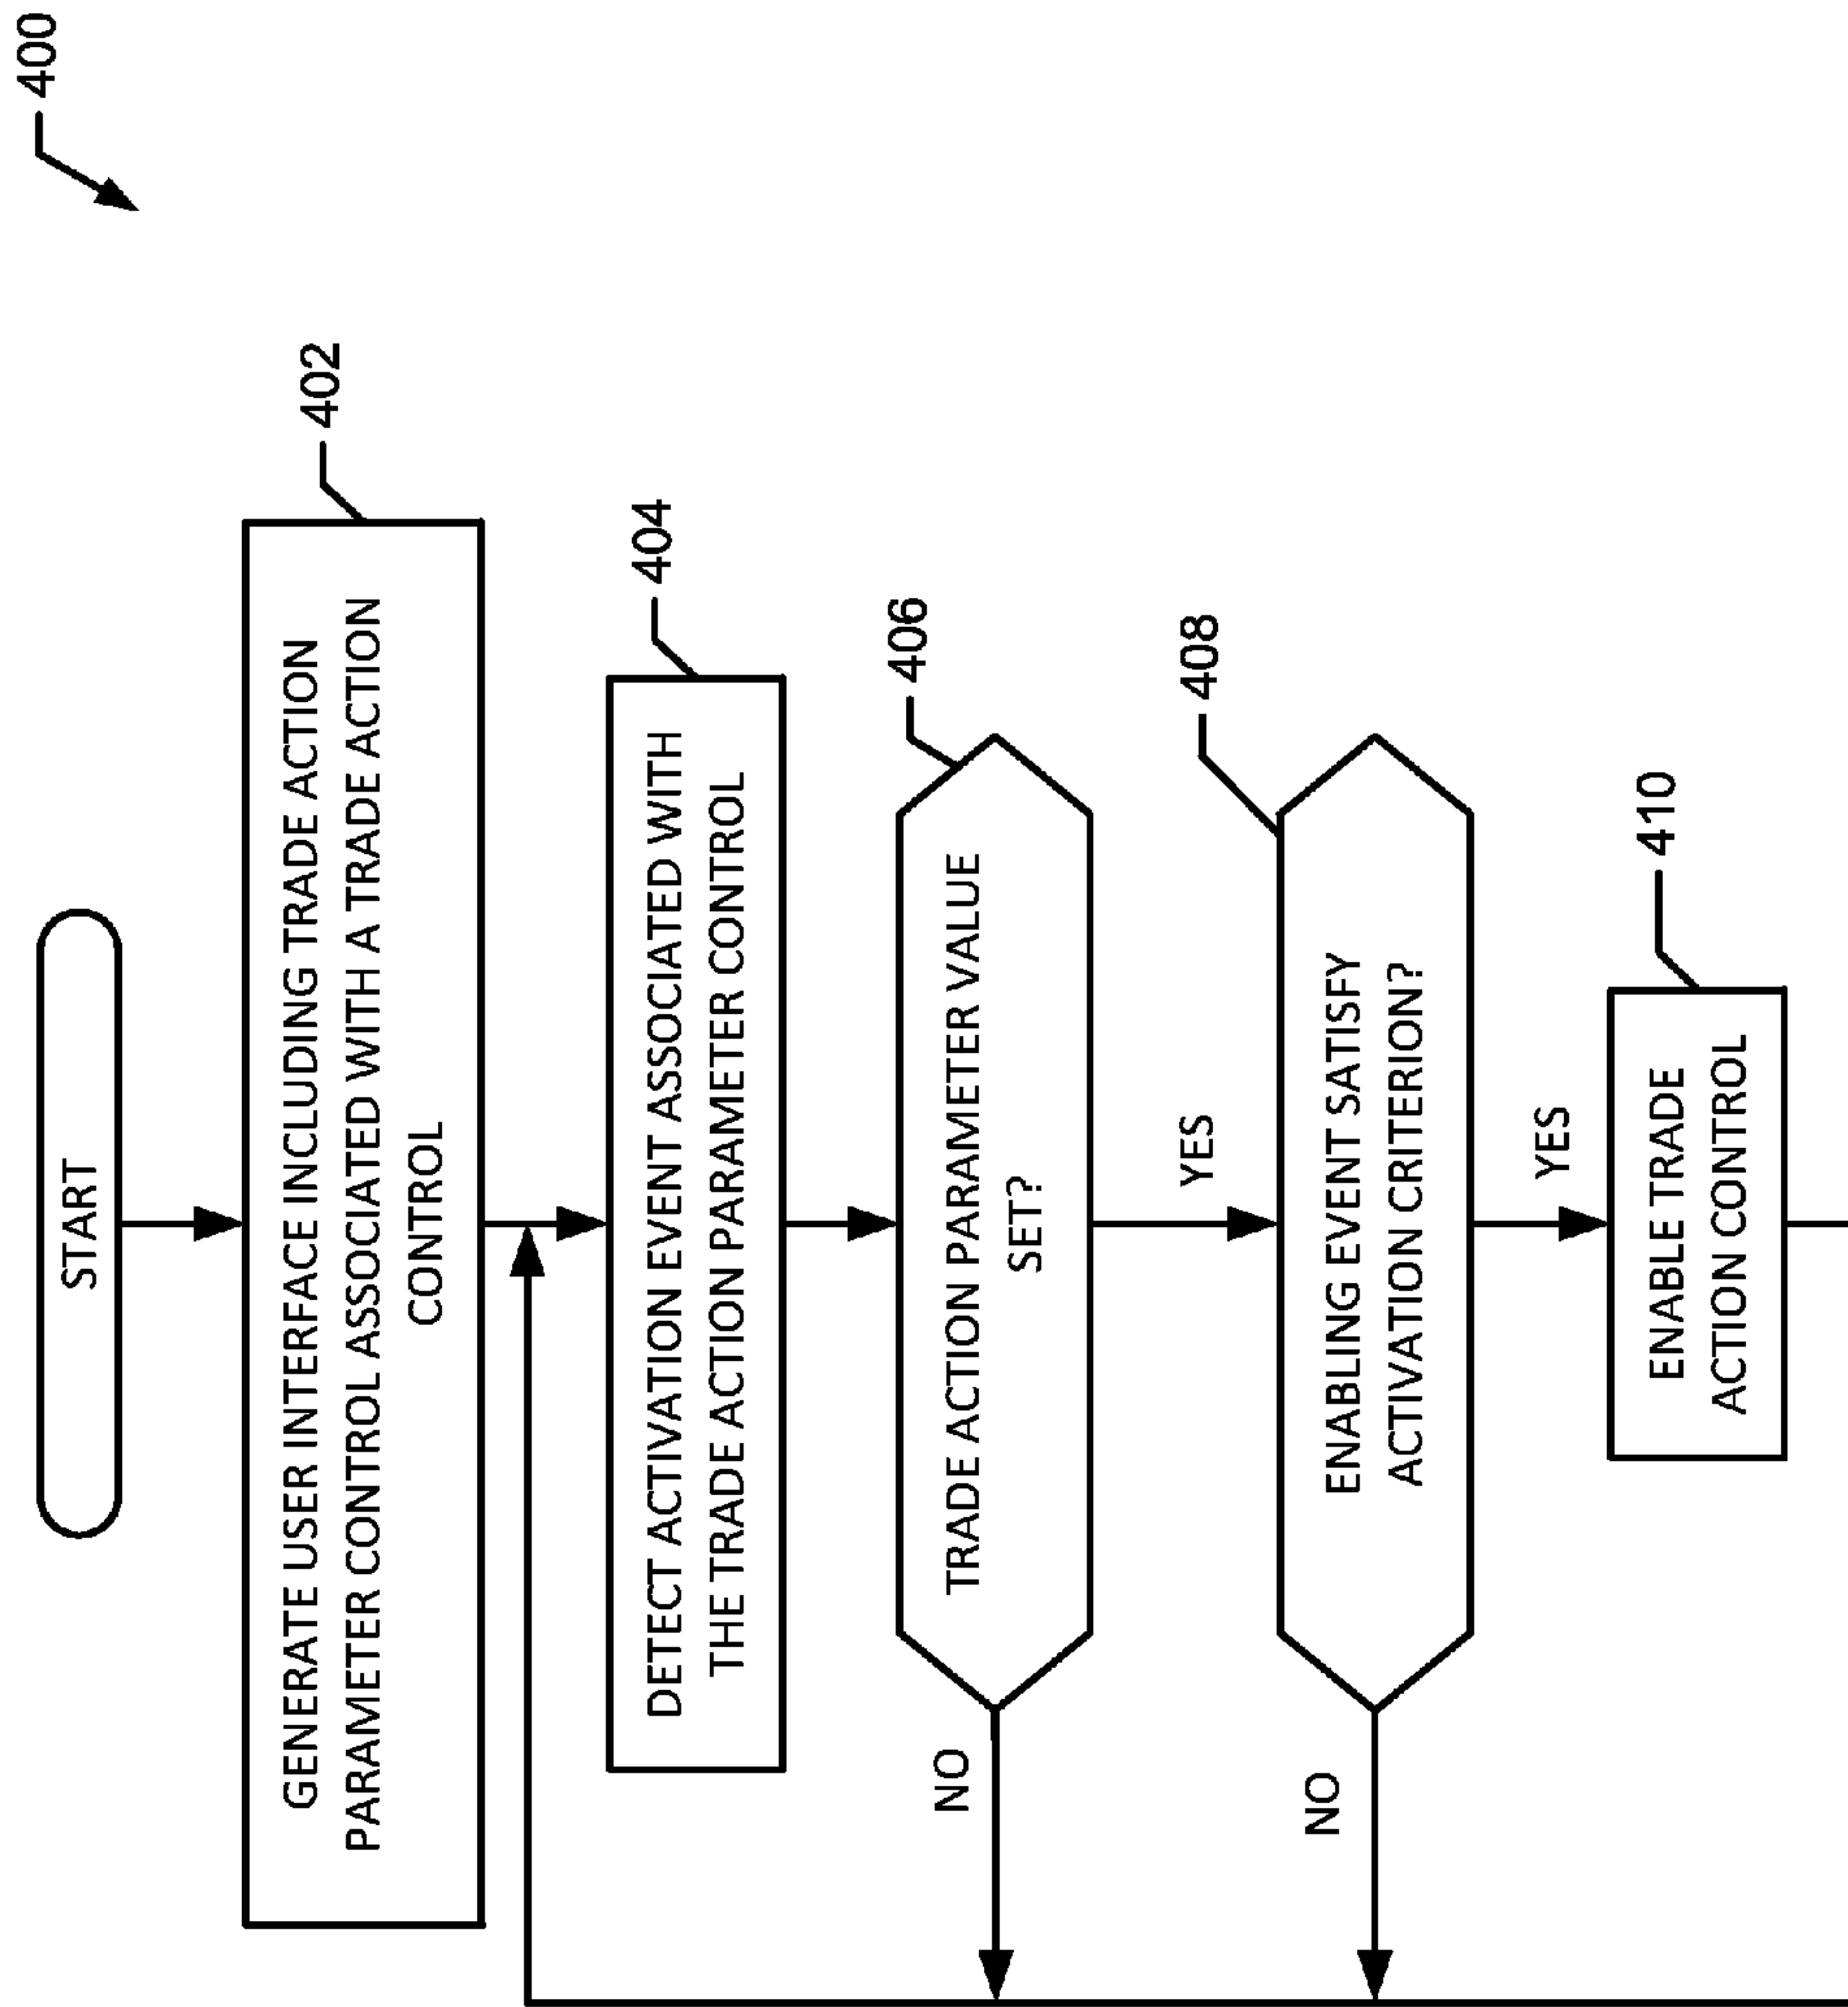 400
START
402
GENERATE USER INTERFACE INCLUDING TRADE ACTION
PARAMETER CONTROL ASSOCIATED WITH A TRADE ACTION
CONTROL
404
DETECT ACTIVATION EVENT ASSOCIATED WITH
THE TRADE ACTION PARAMETER CONTROL
406
TRADE ACTION PARAMETER VALUE
SET?
NO
YES
408
ENABLING EVENT SATISFY
ACTIVATION CRITERION?
NO
YES
410
ENABLE TRADE
ACTION CONTROL